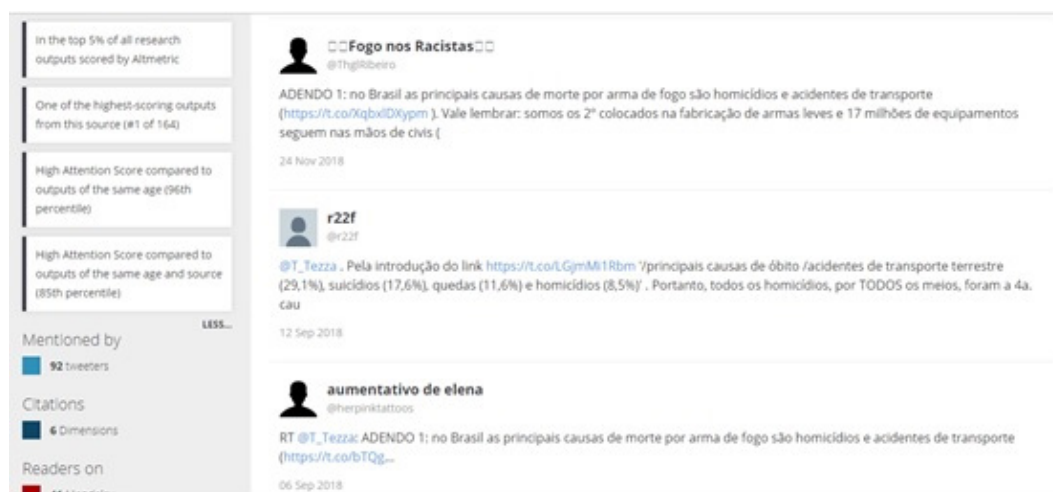 In the top 5% of all research
outputs scored by Altmetric
One of the highest-scoring outputs
from this source (#1 of 164)
High Attention Score compared to
outputs of the same age (96th
percentile)
High Attention Score compared to
outputs of the same age and source
(85th percentile)
LESS...
Mentioned by
92 tweeters
Citations
6 Dimensions
Readers on
Fogo nos Racistas
@ThglRibeiro
ADENDO 1: no Brasil as principais causas de morte por arma de fogo são homicídios e acidentes de transporte
(https://t.co/XqbxlDXypm ). Vale lembrar: somos os 2º colocados na fabricação de armas leves e 17 milhões de equipamentos
seguem nas mãos de civis (
24 Nov 2018
r22f
@r22f
@T_Tezza . Pela introdução do link https://t.co/LGjmMi1Rbm '/principais causas de óbito /acidentes de transporte terrestre
(29,1%), suicídios (17,6%), quedas (11,6%) e homicídios (8,5%)' . Portanto, todos os homicídios, por TODOS os meios, foram a 4a.
cau
12 Sep 2018
aumentativo de elena
@herpinktattoos
RT @T_Tezza: ADENDO 1: no Brasil as principais causas de morte por arma de fogo são homicídios e acidentes de transporte
(https://t.co/bTQg...
06 Sep 2018